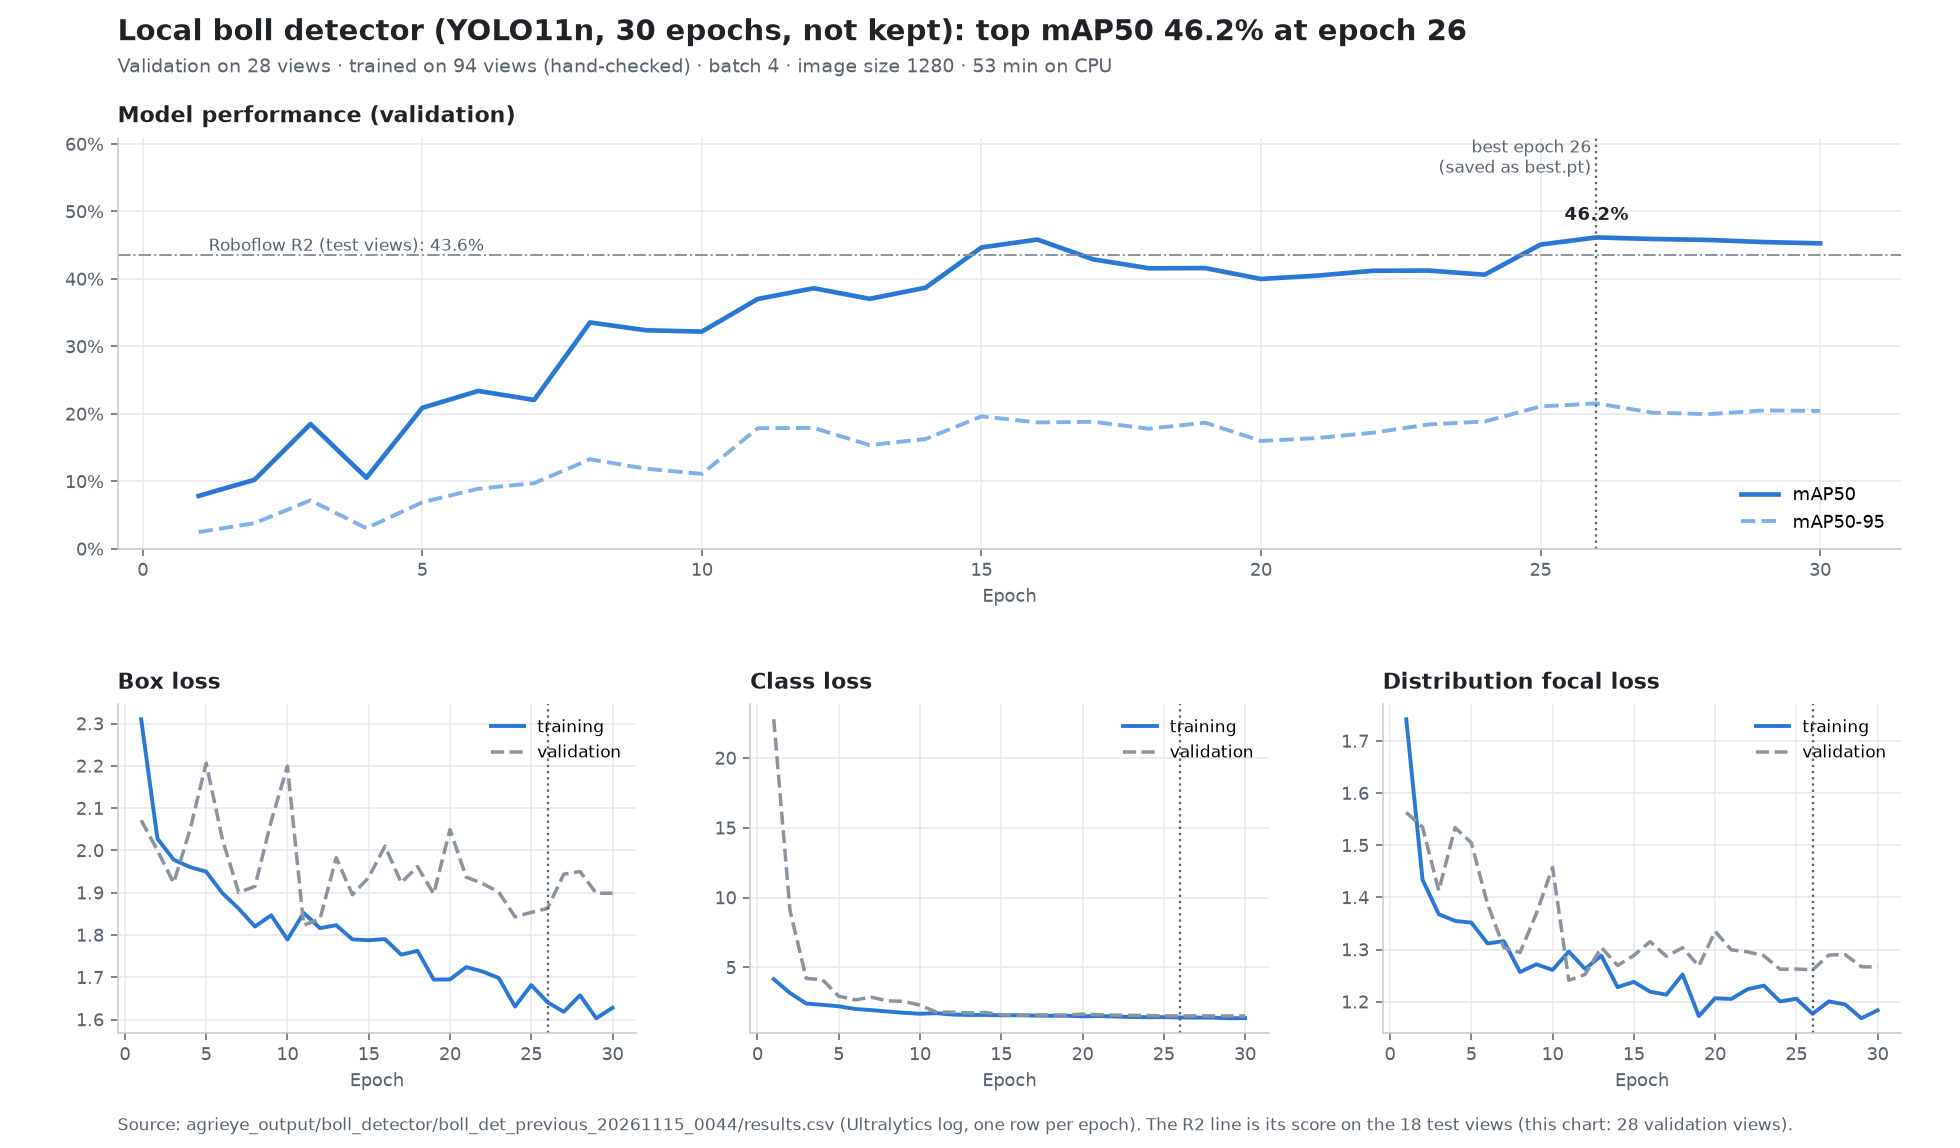 Local boll detector (YOLO11n, 30 epochs, not kept): top mAP50 46.2% at epoch 26
Validation on 28 views · trained on 94 views (hand-checked) · batch 4 · image size 1280 · 53 min on CPU
Model performance (validation)
60%
50%
40%
30%
20%
10%
0%
best epoch 26
(saved as best.pt)
46.2%
Roboflow R2 (test views): 43.6%
mAP50
mAP50-95
0 5 10 15 20 25 30
Epoch
Box loss
2.3
2.2
2.1
2.0
1.9
1.8
1.7
1.6
training
validation
0 5 10 15 20 25 30
Epoch
Class loss
20
15
10
5
training
validation
0 5 10 15 20 25 30
Epoch
Distribution focal loss
1.7
1.6
1.5
1.4
1.3
1.2
training
validation
0 5 10 15 20 25 30
Epoch
Source: agrieye_output/boll_detector/boll_det_previous_20261115_0044/results.csv (Ultralytics log, one row per epoch). The R2 line is its score on the 18 test views (this chart: 28 validation views).